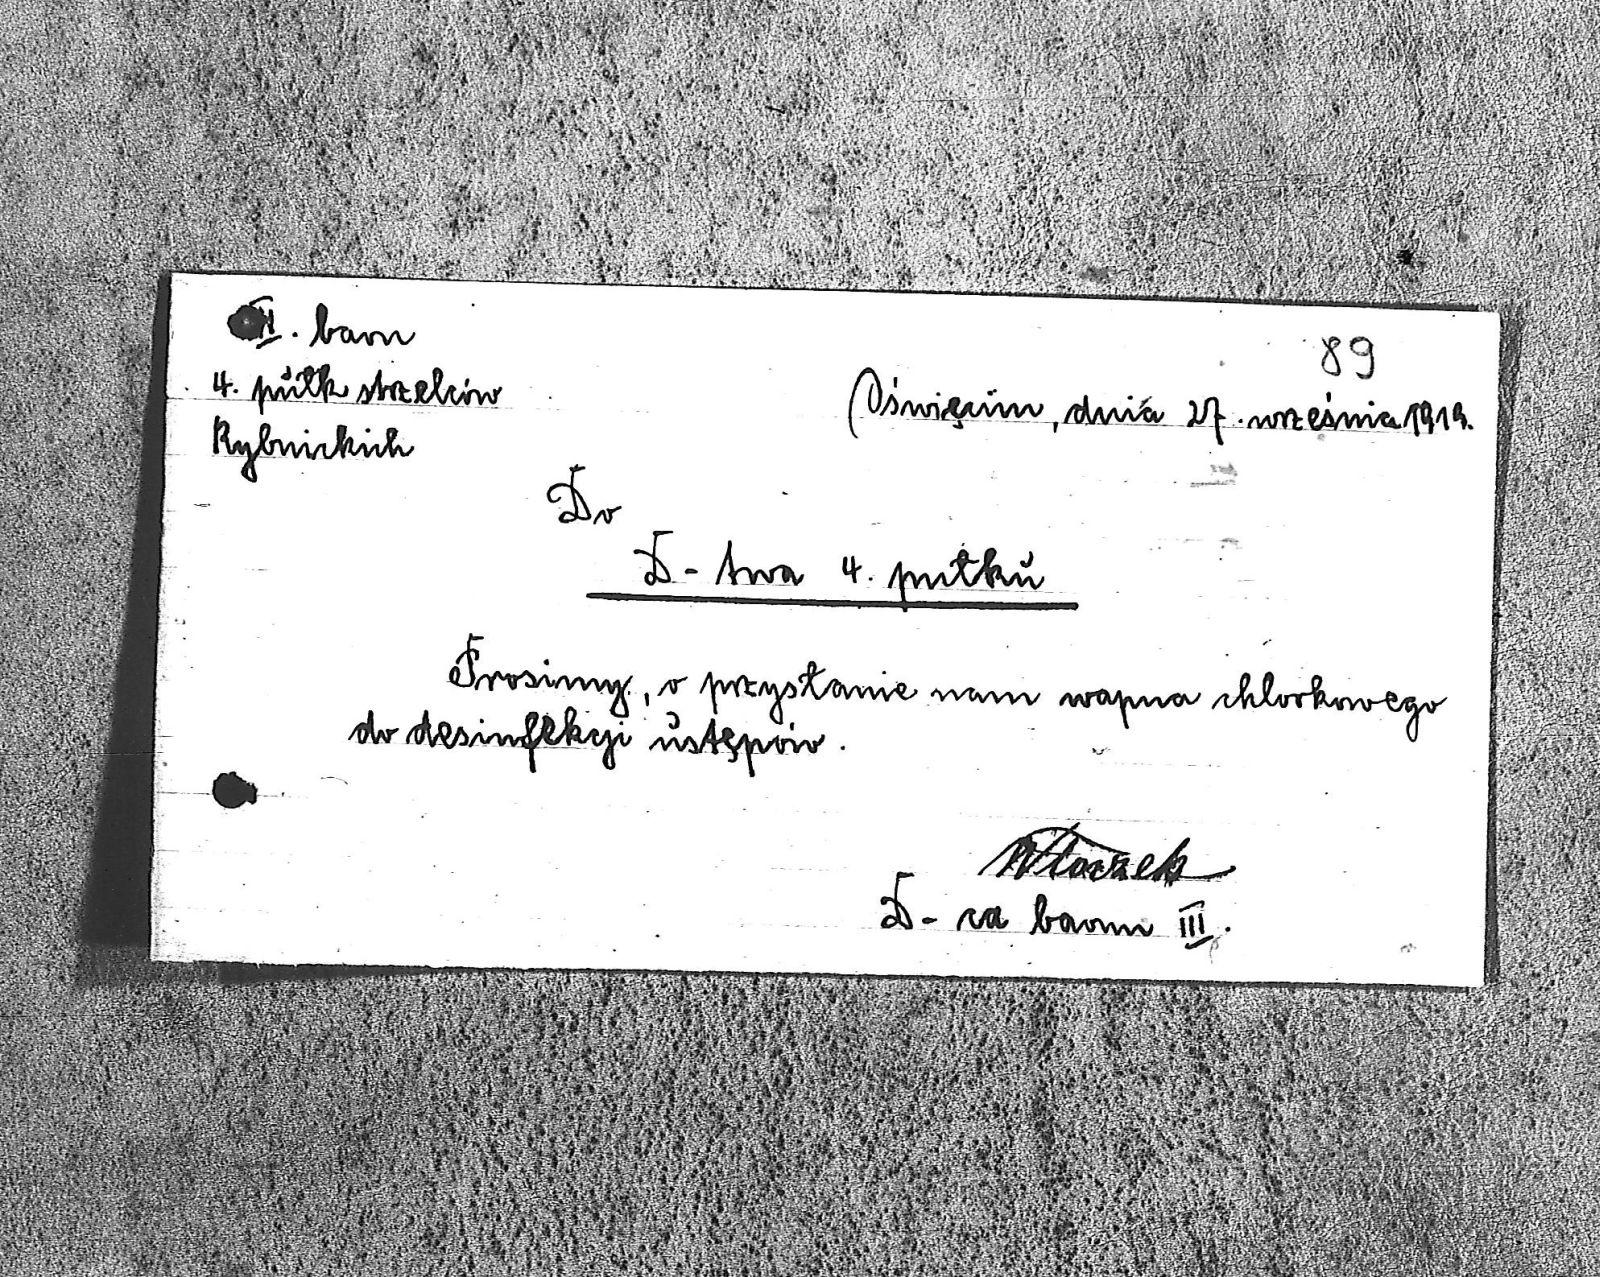 III. baon
89
4. pułk strzelców
Oświęcim, dnia 27. września 1919.
Rybnickich
Do
D-twa 4. pułku
Prosimy, o przysłanie nam wapna chlorkowego
do desinfekcji ustępów.
D-ca baonu III.